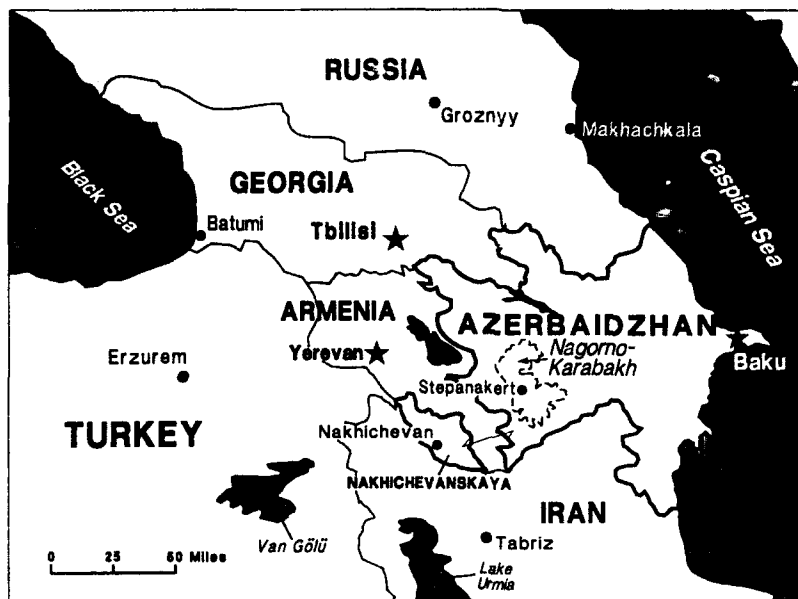 RUSSIA
Groznyy
Makhachkala
Caspian Sea
Black Sea
GEORGIA
Batumi
Tbilisi
ARMENIA
AZERBAIDZHAN
Yerevan
Nagorno-
Karabakh
Baku
Erzurem
Stepanakert
TURKEY
Nakhichevan
NAKHICHEVANSKAYA
IRAN
Van Gölü
Tabriz
Lake
Urmia
0 25 50 Miles